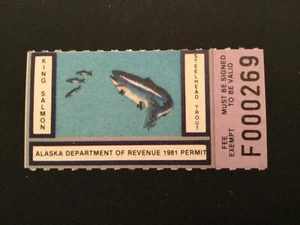 KING SALMON
STEELHEAD TROUT
ALASKA DEPARTMENT OF REVENUE 1981 PERMIT
FEE
EXEMPT
MUST BE SIGNED
TO BE VALID
F000269